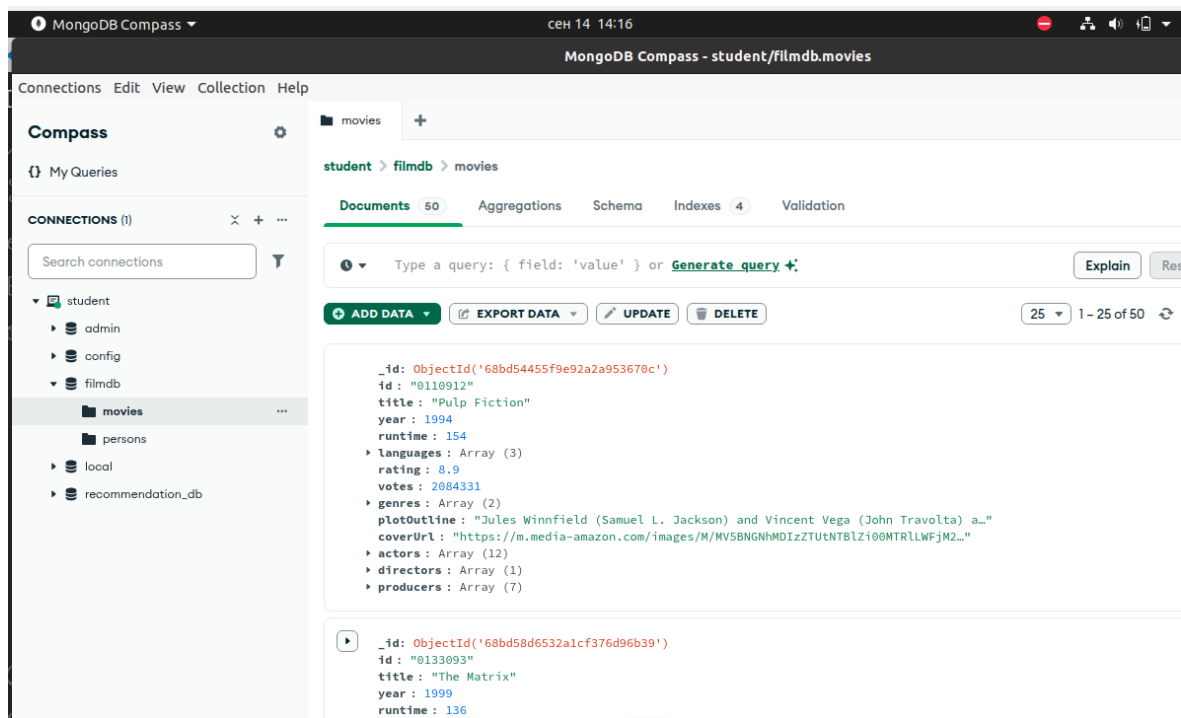 MongoDB Compass сен 14 14:16
MongoDB Compass - student/filmdb.movies
Connections Edit View Collection Help
Compass
{} My Queries
CONNECTIONS (1)
Search connections
student
admin
config
filmdb
movies
persons
local
recommendation_db
movies
student > filmdb > movies
Documents 50 Aggregations Schema Indexes 4 Validation
Type a query: { field: 'value' } or Generate query
Explain Res
ADD DATA EXPORT DATA UPDATE DELETE
25 1 – 25 of 50
_id: ObjectId('68bd54455f9e92a2a953670c')
id : "0110912"
title : "Pulp Fiction"
year : 1994
runtime : 154
languages : Array (3)
rating : 8.9
votes : 2084331
genres : Array (2)
plotOutline : "Jules Winnfield (Samuel L. Jackson) and Vincent Vega (John Travolta) a…"
coverUrl : "https://m.media-amazon.com/images/M/MV5BNGNhMDIzZTUtNTBlZi00MTRlLWFjM2…"
actors : Array (12)
directors : Array (1)
producers : Array (7)
_id: ObjectId('68bd58d6532a1cf376d96b39')
id : "0133093"
title : "The Matrix"
year : 1999
runtime : 136